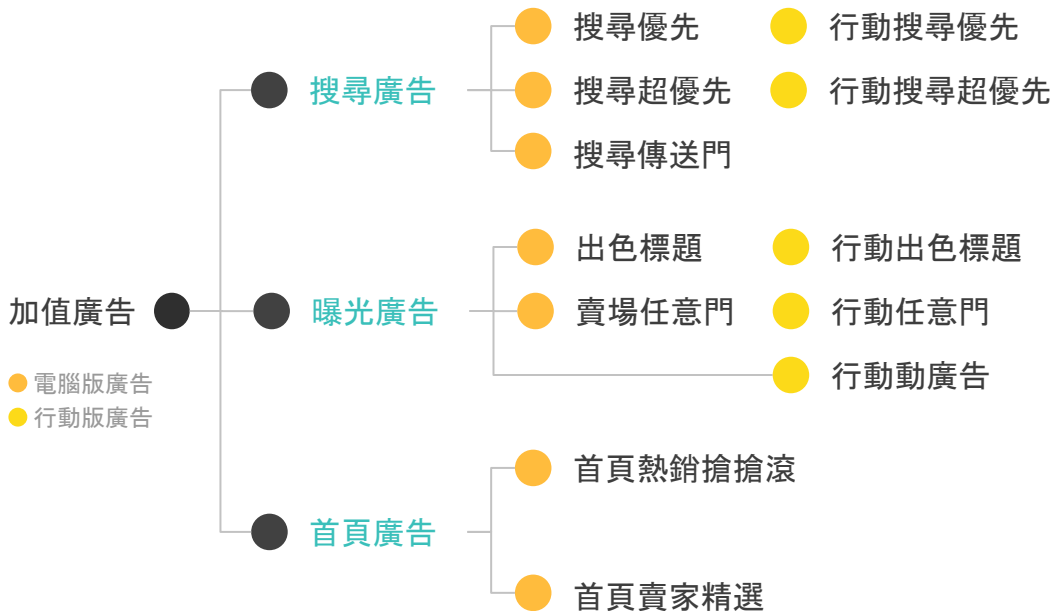 搜尋優先
行動搜尋優先
搜尋廣告
搜尋超優先
行動搜尋超優先
搜尋傳送門
出色標題
行動出色標題
加值廣告
曝光廣告
賣場任意門
行動任意門
電腦版廣告
行動動廣告
行動版廣告
首頁熱銷搶搶滾
首頁廣告
首頁賣家精選